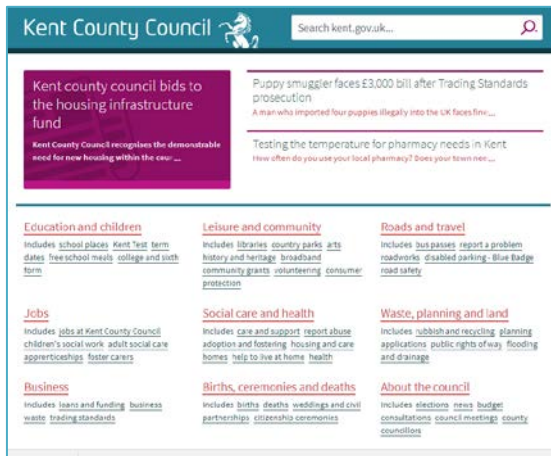 Kent County Council
Search kent.gov.uk...
Kent county council bids to
the housing infrastructure
fund
Kent County Council recognises the demonstrable
need for new housing within the cou...
Puppy smuggler faces £3,000 bill after Trading Standards
prosecution
A man who imported four puppies illegally into the UK faces fine...
Testing the temperature for pharmacy needs in Kent
How often do you use your local pharmacy? Does your town nee...
Education and children
Includes school places Kent Test term
dates free school meals college and sixth
form
Leisure and community
Includes libraries country parks arts
history and heritage broadband
community grants volunteering consumer
protection
Roads and travel
Includes bus passes report a problem
roadworks disabled parking - Blue Badge
road safety
Jobs
Includes jobs at Kent County Council
children's social work adult social care
apprenticeships foster carers
Social care and health
Includes care and support report abuse
adoption and fostering housing and care
homes help to live at home health
Waste, planning and land
Includes rubbish and recycling planning
applications public rights of way flooding
and drainage
Business
Includes loans and funding business
waste trading standards
Births, ceremonies and deaths
Includes births deaths weddings and civil
partnerships citizenship ceremonies
About the council
Includes elections news budget
consultations council meetings county
councillors